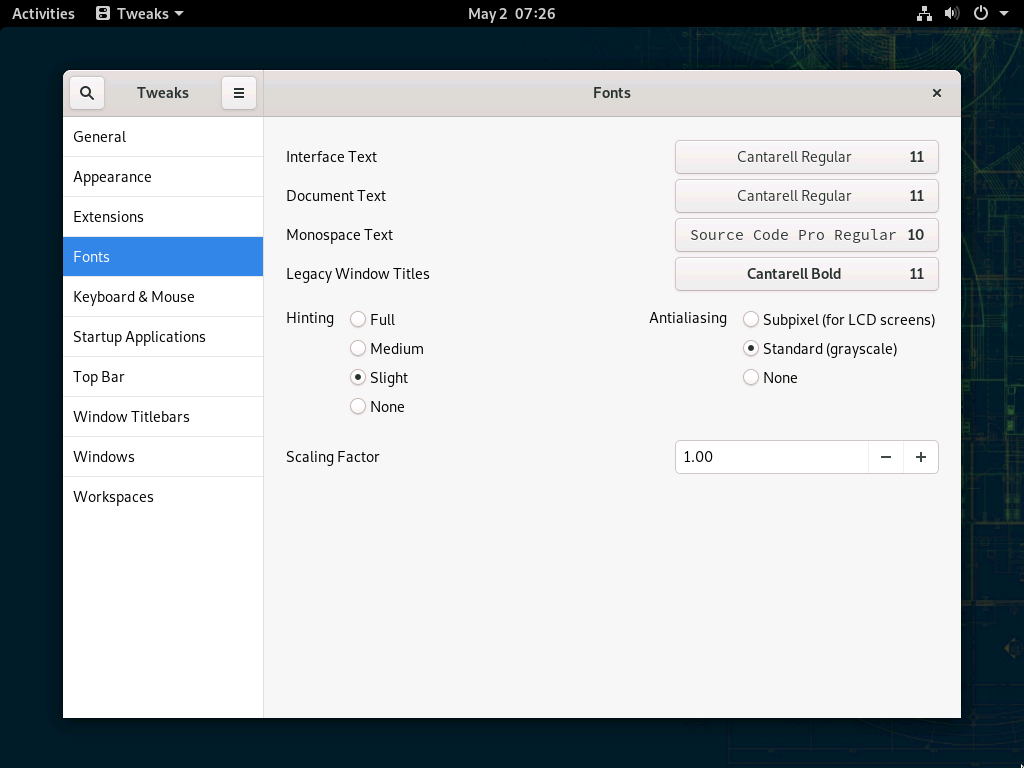 Activities Tweaks May 2 07:26
Tweaks Fonts
General
Appearance
Extensions
Fonts
Keyboard & Mouse
Startup Applications
Top Bar
Window Titlebars
Windows
Workspaces
Interface Text Cantarell Regular 11
Document Text Cantarell Regular 11
Monospace Text Source Code Pro Regular 10
Legacy Window Titles Cantarell Bold 11
Hinting Full
Medium
Slight
None
Antialiasing Subpixel (for LCD screens)
Standard (grayscale)
None
Scaling Factor 1.00